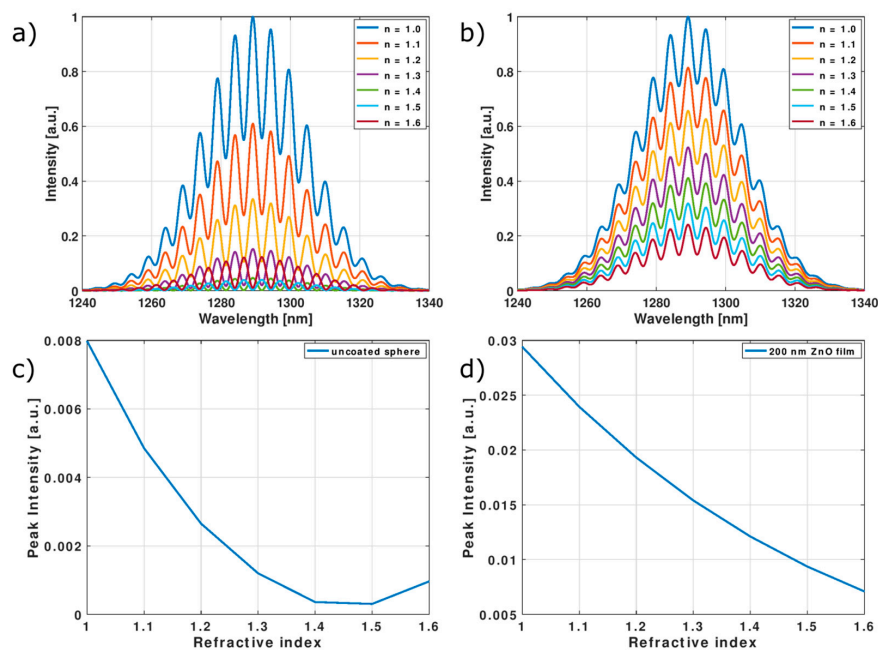 a)
1
0.8
0.6
0.4
0.2
0
Intensity [a.u.]
1240
1260
1280
1300
1320
1340
Wavelength [nm]
n = 1.0
n = 1.1
n = 1.2
n = 1.3
n = 1.4
n = 1.5
n = 1.6
b)
1
0.8
0.6
0.4
0.2
0
Intensity [a.u.]
1240
1260
1280
1300
1320
1340
Wavelength [nm]
n = 1.0
n = 1.1
n = 1.2
n = 1.3
n = 1.4
n = 1.5
n = 1.6
c)
0.008
0.006
0.004
0.002
0
Peak Intensity [a.u.]
1
1.1
1.2
1.3
1.4
1.5
1.6
Refractive index
uncoated sphere
d)
0.03
0.025
0.02
0.015
0.01
0.005
Peak Intensity [a.u.]
1
1.1
1.2
1.3
1.4
1.5
1.6
Refractive index
200 nm ZnO film